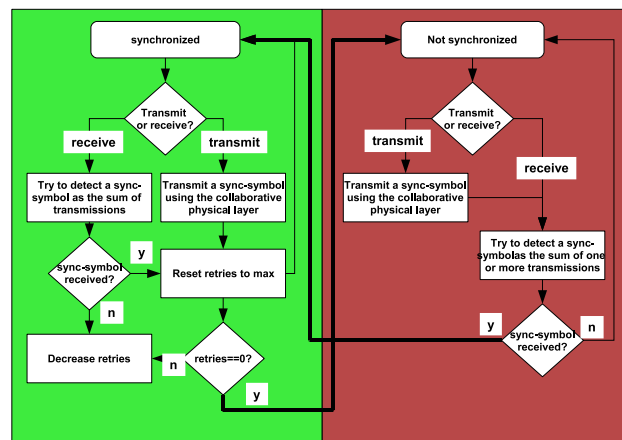 synchronized
Transmit
or receive?
receive
transmit
Try to detect a sync-
symbol as the sum of
transmissions
Transmit a sync-symbol
using the collaborative
physical layer
sync-symbol
received?
y
n
Reset retries to max
Decrease retries
n
retries==0?
y
Not synchronized
Transmit
or receive?
transmit
receive
Transmit a sync-symbol
using the collaborative
physical layer
Try to detect a sync-
symbolas the sum of one
or more transmissions
y
n
sync-symbol
received?